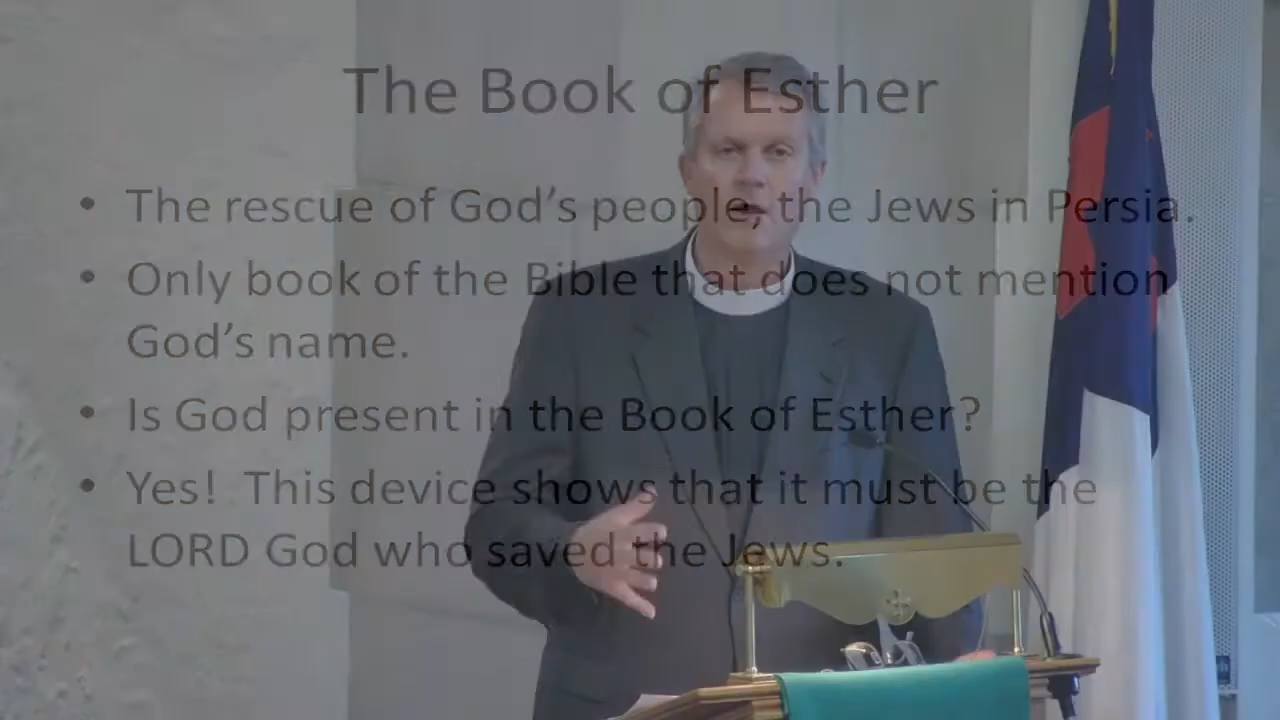 The Book of Esther
• The rescue of God's people, the Jews in Persia.
• Only book of the Bible that does not mention
God's name.
• Is God present in the Book of Esther?
• Yes! This device shows that it must be the
LORD God who saved the Jews.